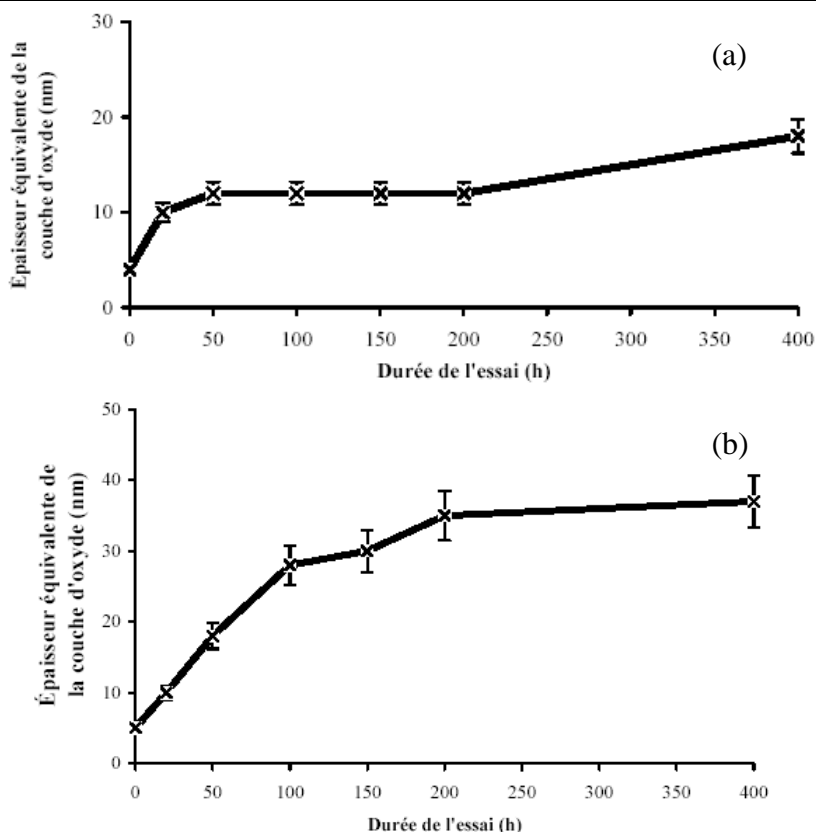 (a)
Épaisseur équivalente de la
couche d'oxyde (nm)
30
20
10
0
0 50 100 150 200 250 300 350 400
Durée de l'essai (h)
(b)
Épaisseur équivalente de
la couche d'oxyde (nm)
50
40
30
20
10
0
0 50 100 150 200 250 300 350 400
Durée de l'essai (h)